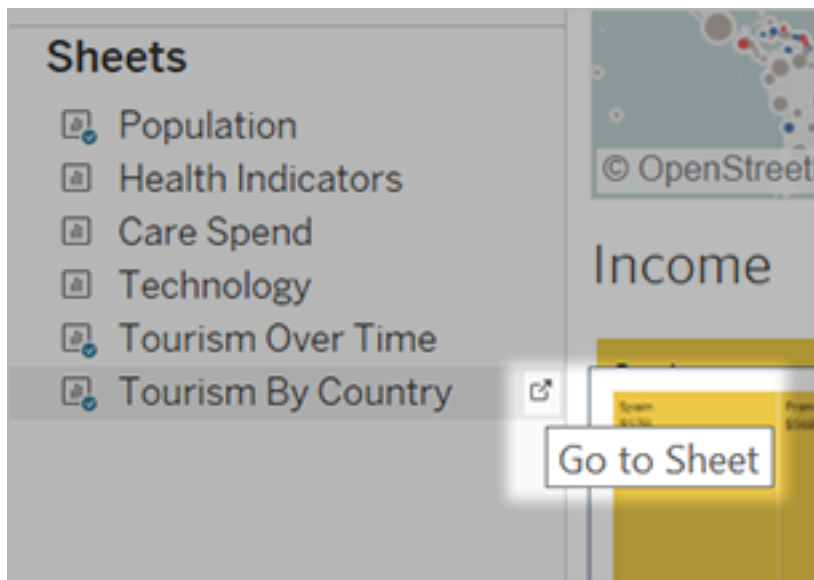 Sheets
Population
Health Indicators
Care Spend
Technology
Tourism Over Time
Tourism By Country
© OpenStreet
Income
Spain
Go to Sheet